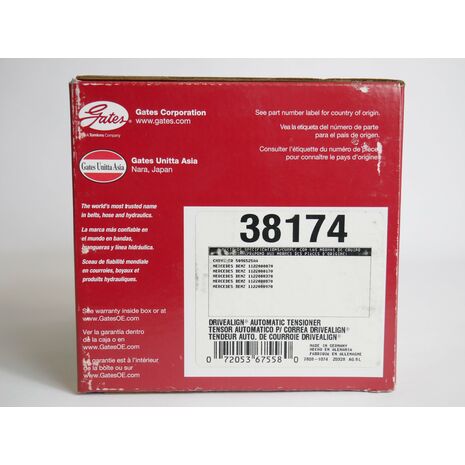 Gates
A Tomkins Company
Gates Corporation
www.gates.com
Gates Unitta Asia
Gates Unitta Asia
Nara, Japan
See part number label for country of origin.
Vea la etiqueta del número de parte
para el país de origen.
Consulter l'étiquette du numéro de pièce
pour connaître le pays d'origine
The world's most trusted name
in belts, hose and hydraulics.
La marca más confiable en
el mundo en bandas,
mangueras y línea hidráulica.
Sceau de fiabilité mondiale
en courroies, boyaux et
produits hydrauliques.
See warranty inside box or at
www.GatesOE.com
Ver la garantía dentro
de la caja o en
www.GatesOE.com.
La garantie est à l'intérieur
de la boîte ou sur
www.GatesOE.com.
38174
MERCEDES BENZ 1122000070
MERCEDES BENZ 1122000170
MERCEDES BENZ 1122000370
MERCEDES BENZ 1122000870
MERCEDES BENZ 1122000970
DRIVEALIGN® AUTOMATIC TENSIONER
TENSOR AUTOMATICO P/ CORREA DRIVEALIGN®
TENDEUR AUTO. DE COURROIE DRIVEALIGN®
0 72053 67558 0
MADE IN GERMANY
HECHO EN ALEMANIA
FABRIQUE EN ALLEMAGNE